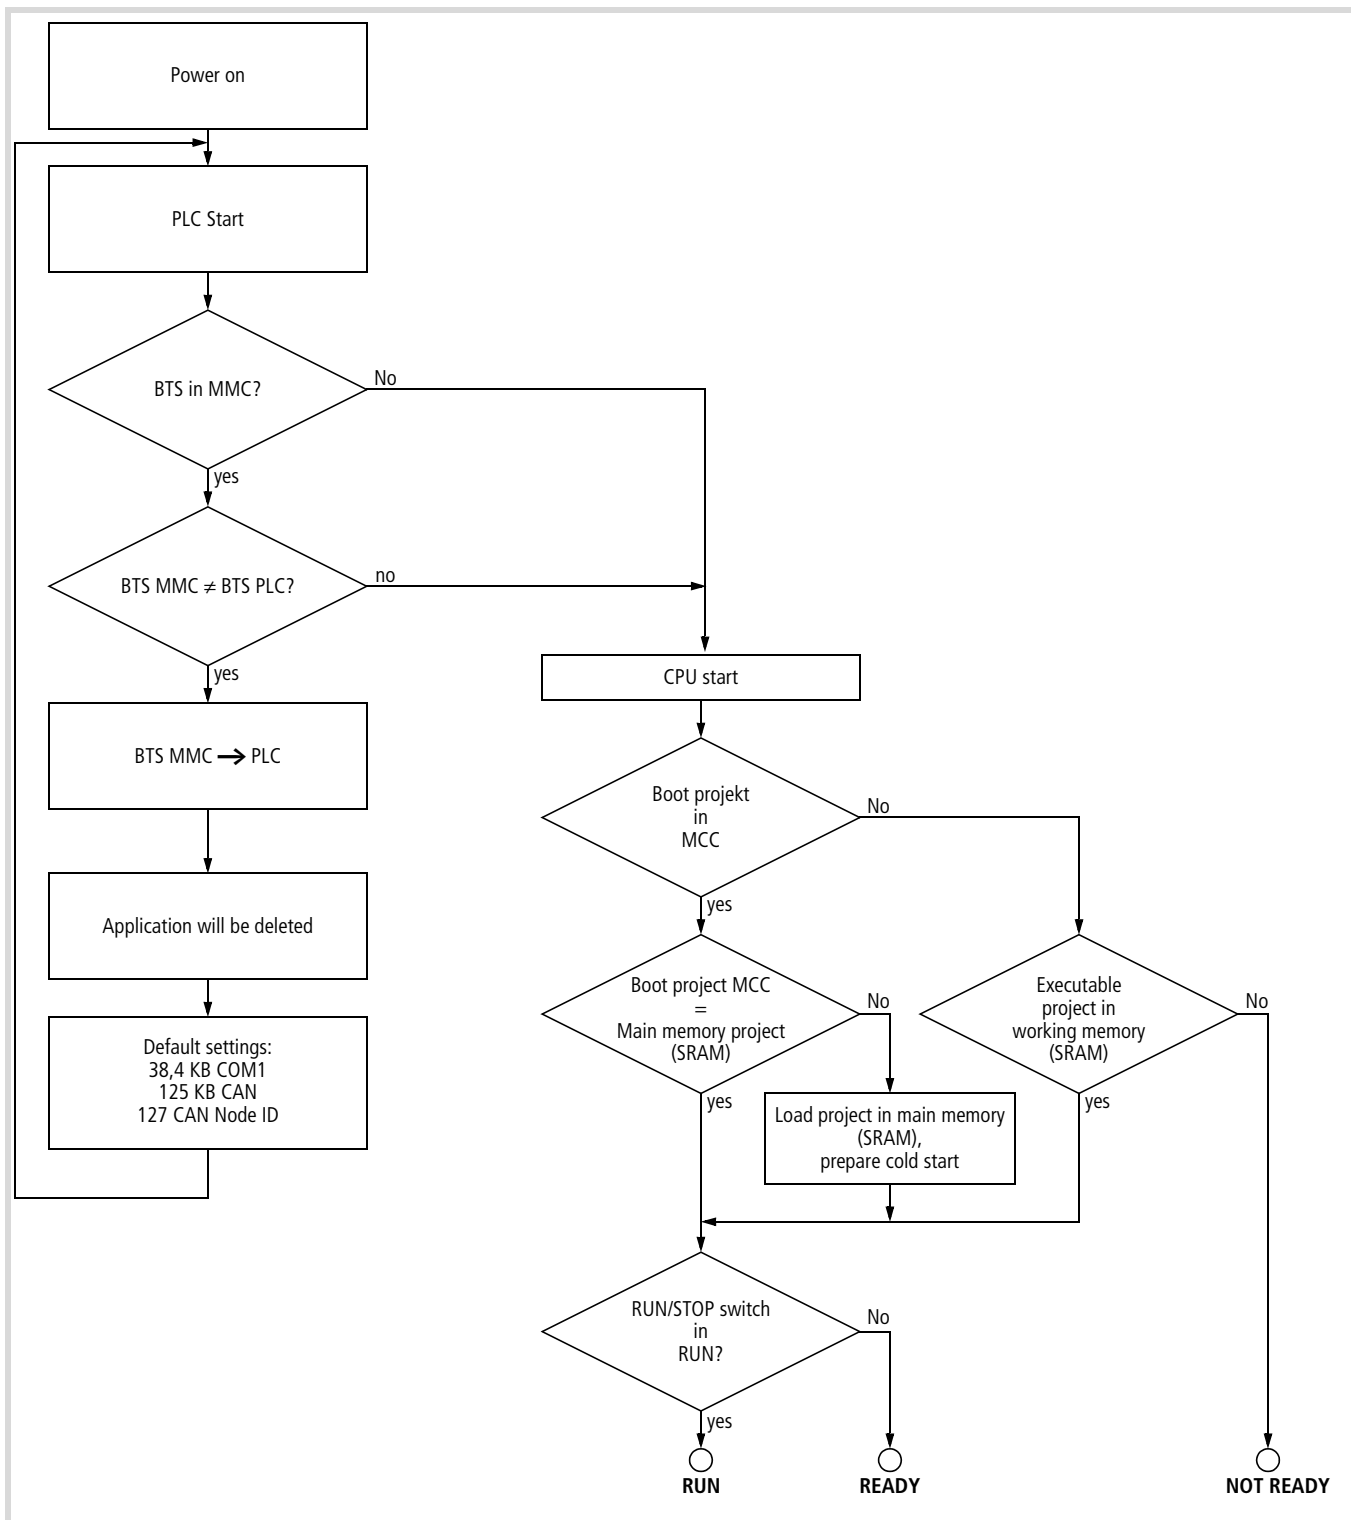 Power on
PLC Start
BTS in MMC?
No
yes
BTS MMC ≠ BTS PLC?
no
yes
BTS MMC → PLC
Application will be deleted
Default settings:
38,4 KB COM1
125 KB CAN
127 CAN Node ID
CPU start
Boot projekt
in
MCC
No
yes
Boot project MCC
=
Main memory project
(SRAM)
No
yes
Load project in main memory
(SRAM),
prepare cold start
Executable
project in
working memory
(SRAM)
No
yes
RUN/STOP switch
in
RUN?
No
yes
RUN
READY
NOT READY